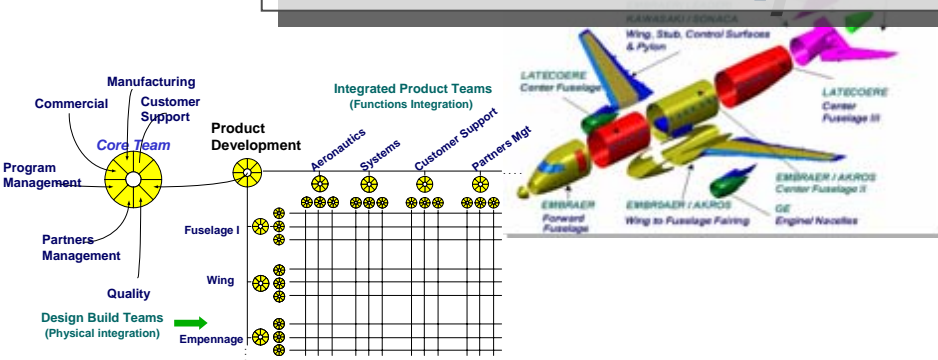 Manufacturing
Commercial
Customer
Support
Core Team
Program
Management
Partners
Management
Quality
Product
Development
Integrated Product Teams
(Functions Integration)
Aeronautics
Systems
Customer Support
Partners Mgt
Fuselage I
Wing
Empennage
Design Build Teams
(Physical integration)
KAWASAKI / SONACA
Wing, Stub, Control Surfaces
& Pylon
LATECOERE
Center Fuselage
LATECOERE
Center
Fuselage III
EMBRAER / AKROS
Center Fuselage II
GE
Engine Nacelles
EMBRAER / AKROS
Wing to Fuselage Fairing
EMBRAER
Forward
Fuselage